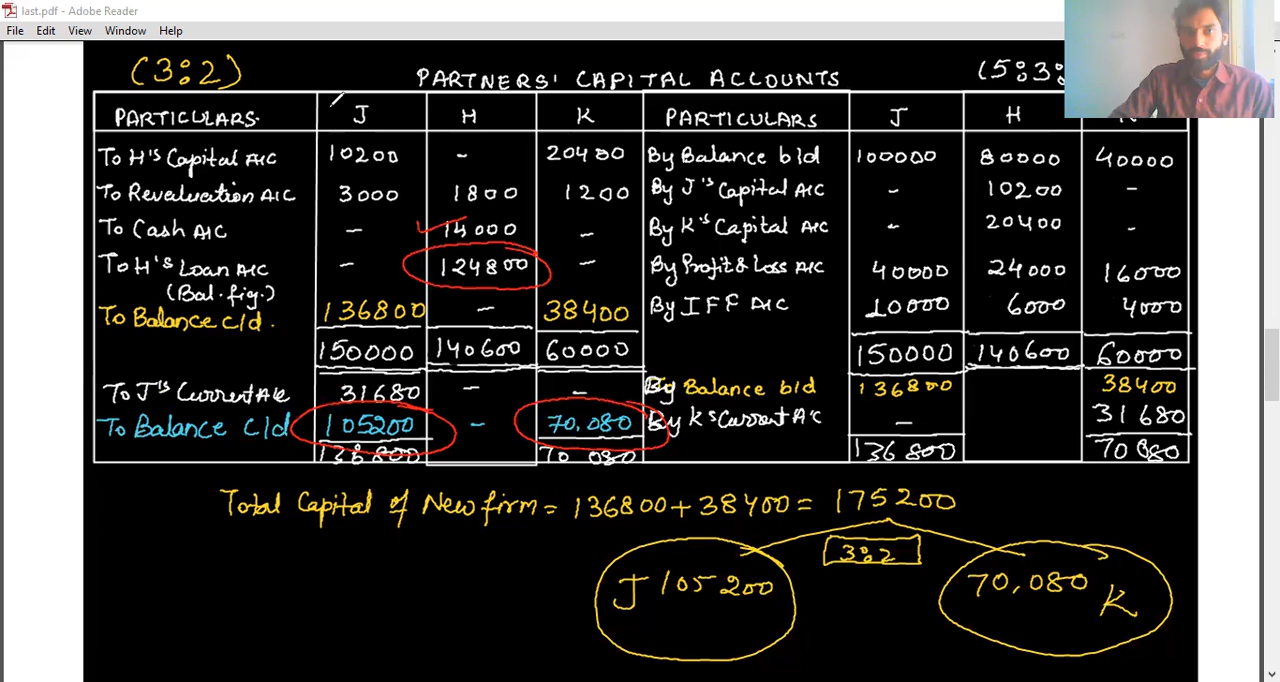 last.pdf - Adobe Reader
File Edit View Window Help
(3:2) PARTNERS' CAPITAL ACCOUNTS (5:3:
PARTICULARS. J H K PARTICULARS J H
To H's Capital A/C 10200 - 20400 By Balance b/d 100000 80000 40000
To Revaluation A/C 3000 1800 1200 By J's Capital A/C - 10200 -
To Cash A/C - 14000 - By K's Capital A/C - 20400 -
To H's Loan A/C - 124800 - By Profit & Loss A/C 40000 24000 16000
(Bal. fig.)
To Balance c/d. 136800 - 38400 By IFF A/C 10000 6000 4000
150000 140600 60000 150000 140600 60000
To J's Current A/c 31680 - - By Balance b/d 136800 38400
To Balance c/d 105200 - 70,080 By K's Current A/C - 31680
136800 70 080 136800 70080
Total Capital of New firm = 136800 + 38400 = 175200
3:2
J 105200 70,080 K